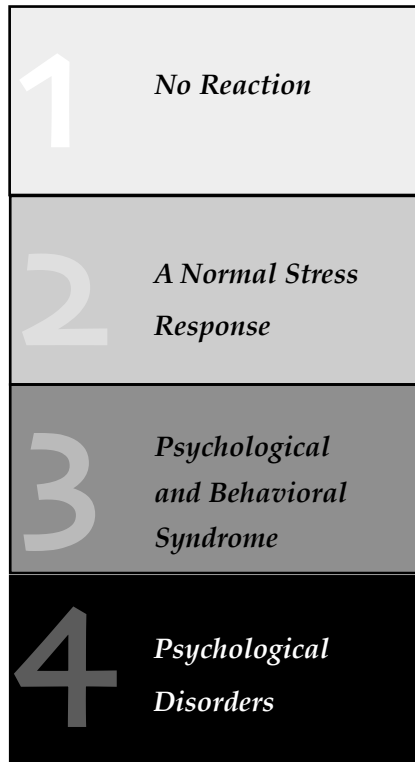 1
No Reaction
2
A Normal Stress
Response
3
Psychological
and Behavioral
Syndrome
4
Psychological
Disorders